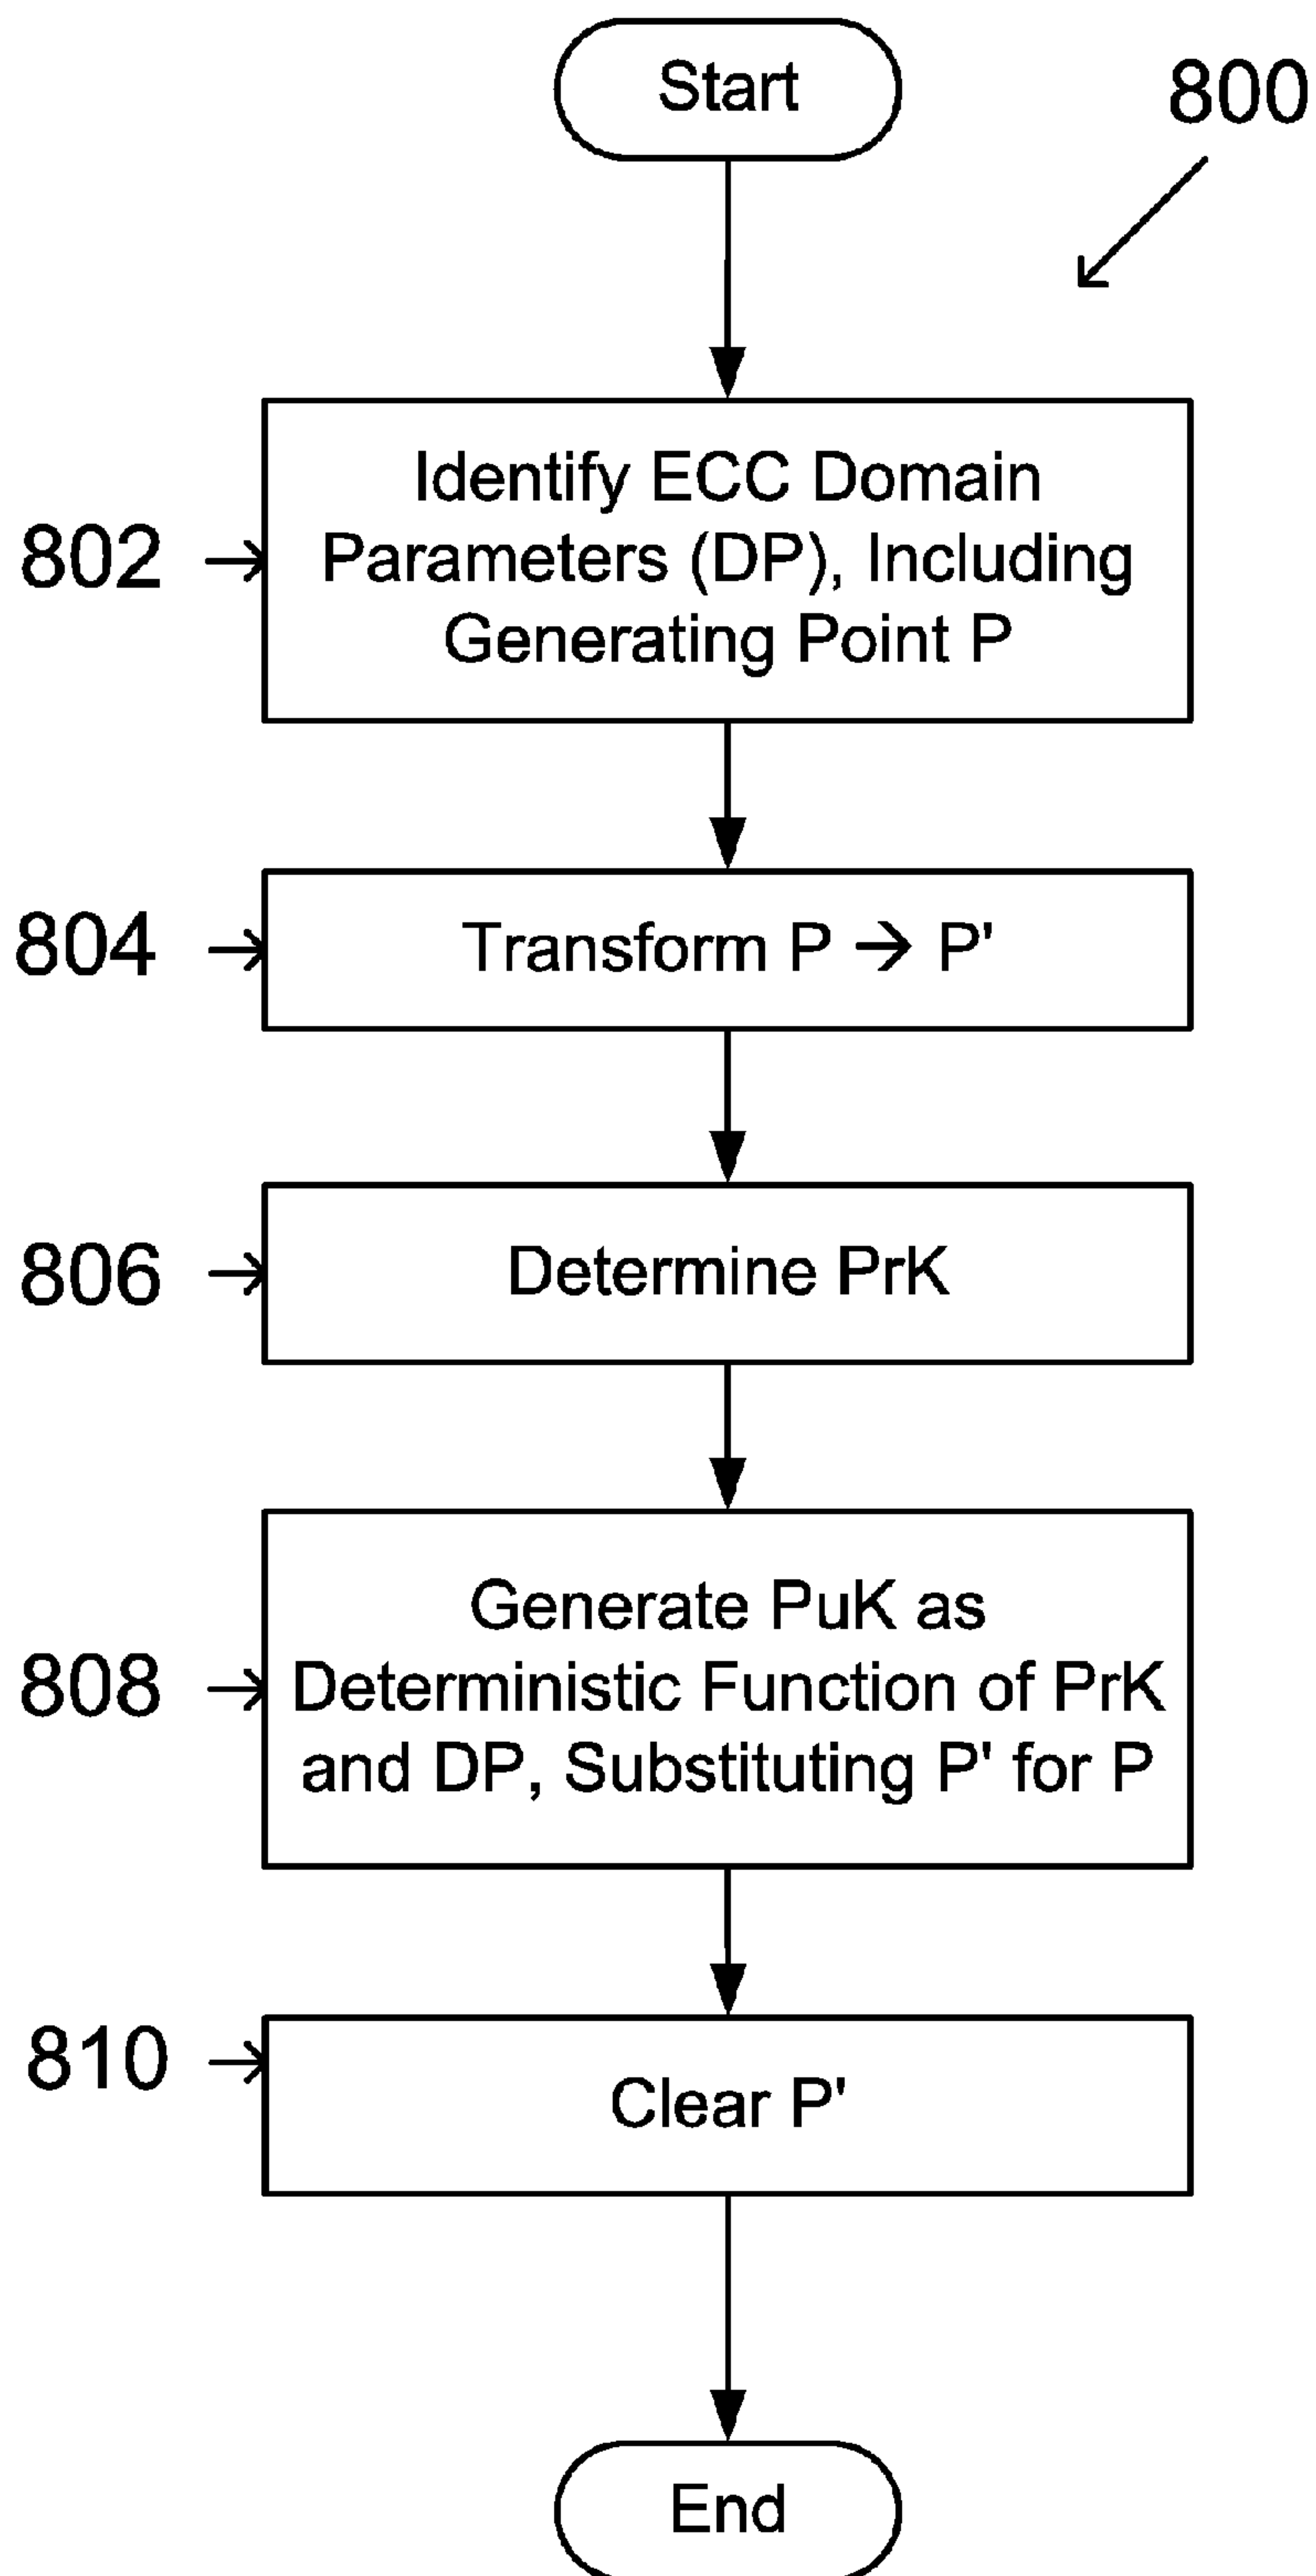 Start
800
802
Identify ECC Domain
Parameters (DP), Including
Generating Point P
804
Transform P → P'
806
Determine PrK
808
Generate PuK as
Deterministic Function of PrK
and DP, Substituting P' for P
810
Clear P'
End